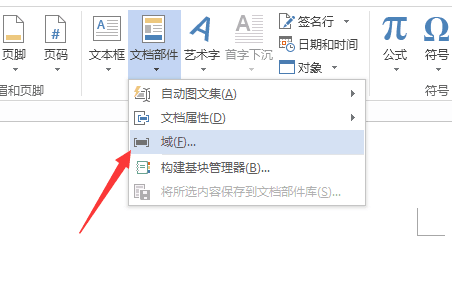 签名行
日期和时间
对象
页脚
页码
文本框
文档部件
艺术字
首字下沉
公式
符号
眉和页脚
符号
自动图文集(A)
文档属性(D)
域(F)...
构建基块管理器(B)...
将所选内容保存到文档部件库(S)...